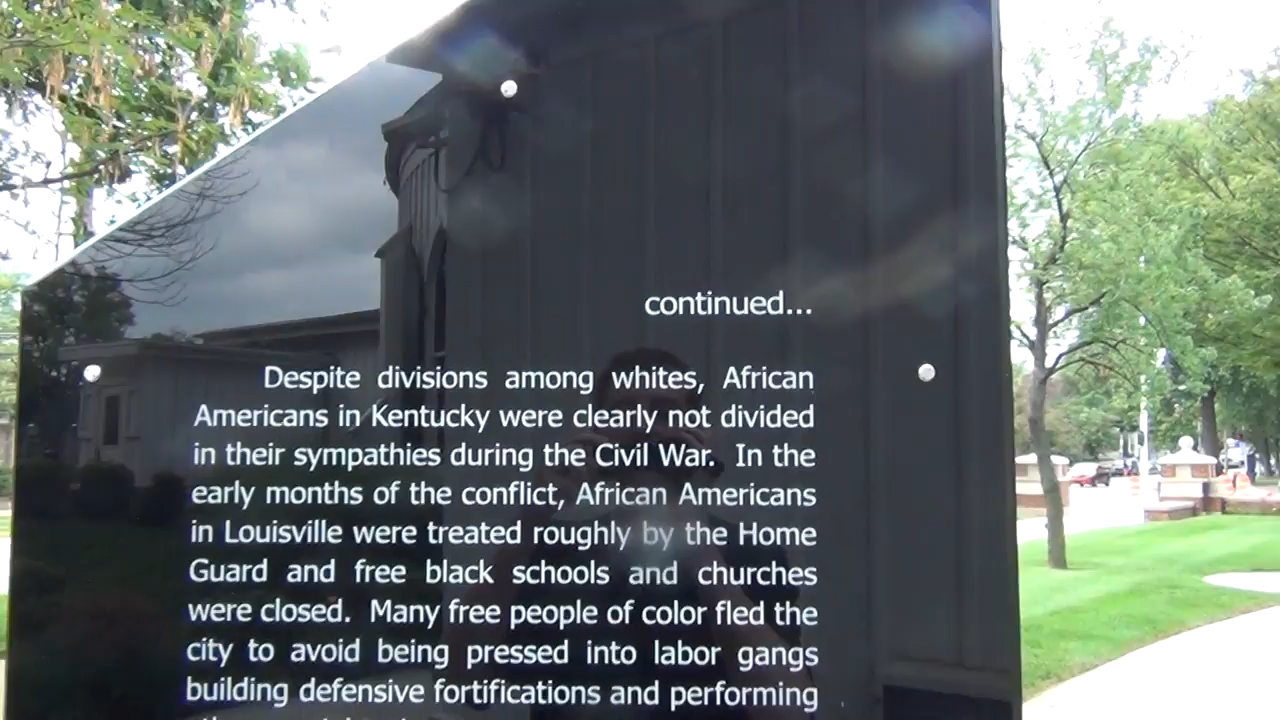 continued...
Despite divisions among whites, African
Americans in Kentucky were clearly not divided
in their sympathies during the Civil War. In the
early months of the conflict, African Americans
in Louisville were treated roughly by the Home
Guard and free black schools and churches
were closed. Many free people of color fled the
city to avoid being pressed into labor gangs
building defensive fortifications and performing